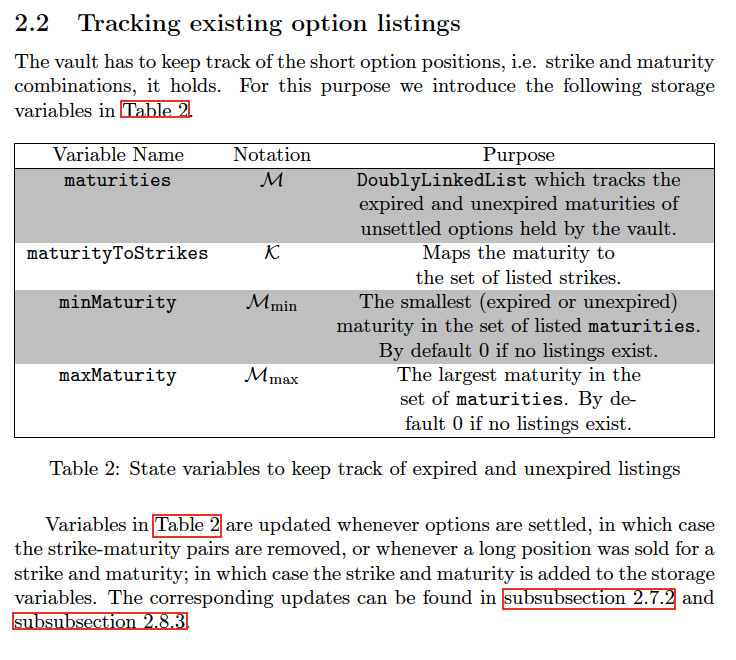 2.2 Tracking existing option listings
The vault has to keep track of the short option positions, i.e. strike and maturity
combinations, it holds. For this purpose we introduce the following storage
variables in Table 2.
Variable Name Notation Purpose
maturities ℳ DoublyLinkedList which tracks the
expired and unexpired maturities of
unsettled options held by the vault.
maturityToStrikes 𝒦 Maps the maturity to
the set of listed strikes.
minMaturity ℳmin The smallest (expired or unexpired)
maturity in the set of listed maturities.
By default 0 if no listings exist.
maxMaturity ℳmax The largest maturity in the
set of maturities. By de-
fault 0 if no listings exist.
Table 2: State variables to keep track of expired and unexpired listings
Variables in Table 2 are updated whenever options are settled, in which case
the strike-maturity pairs are removed, or whenever a long position was sold for a
strike and maturity; in which case the strike and maturity is added to the storage
variables. The corresponding updates can be found in subsubsection 2.7.2 and
subsubsection 2.8.3.